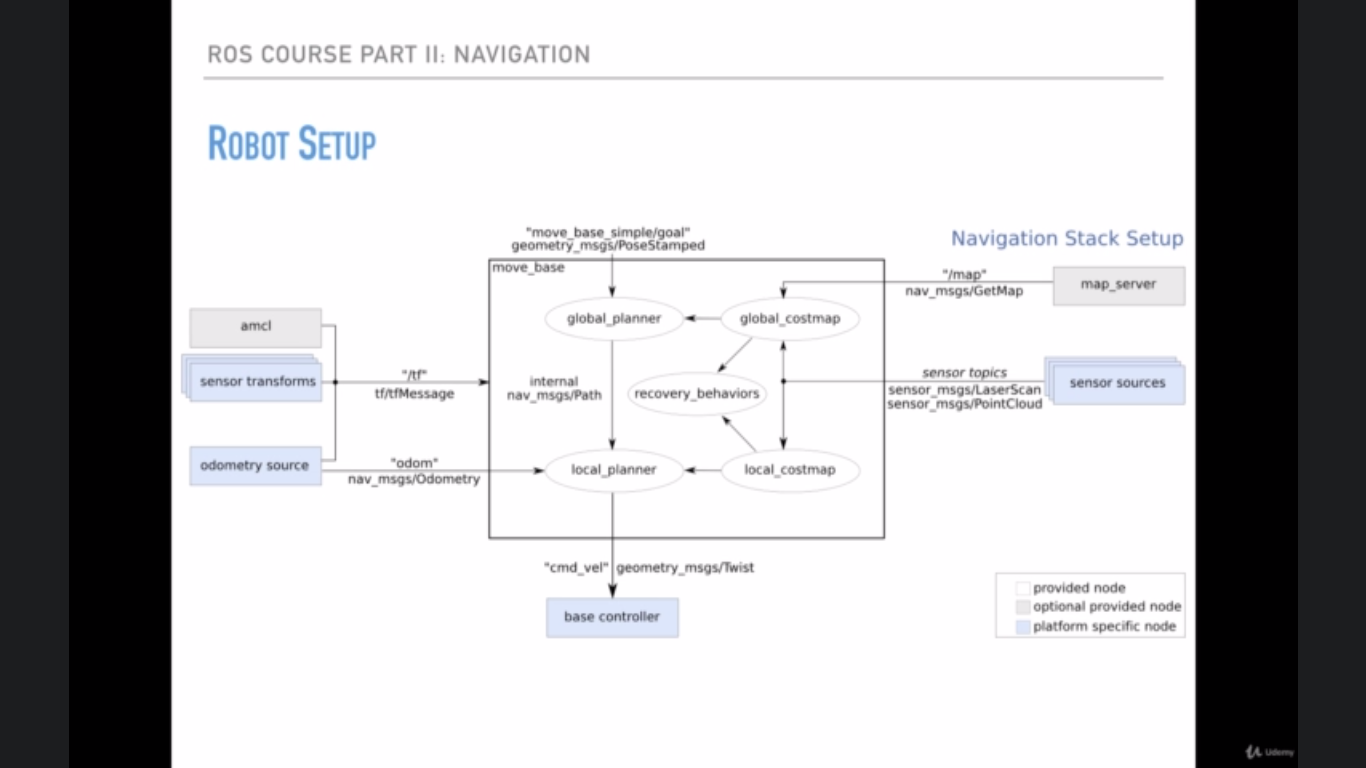 ROS COURSE PART II: NAVIGATION
ROBOT SETUP
"move_base_simple/goal"
geometry_msgs/PoseStamped
Navigation Stack Setup
move_base
"/map"
nav_msgs/GetMap
map_server
global_planner
global_costmap
amcl
sensor transforms
"/tf"
tf/tfMessage
internal
nav_msgs/Path
recovery_behaviors
sensor topics
sensor_msgs/LaserScan
sensor_msgs/PointCloud
sensor sources
odometry source
"odom"
nav_msgs/Odometry
local_planner
local_costmap
"cmd_vel" geometry_msgs/Twist
base controller
provided node
optional provided node
platform specific node
Udemy